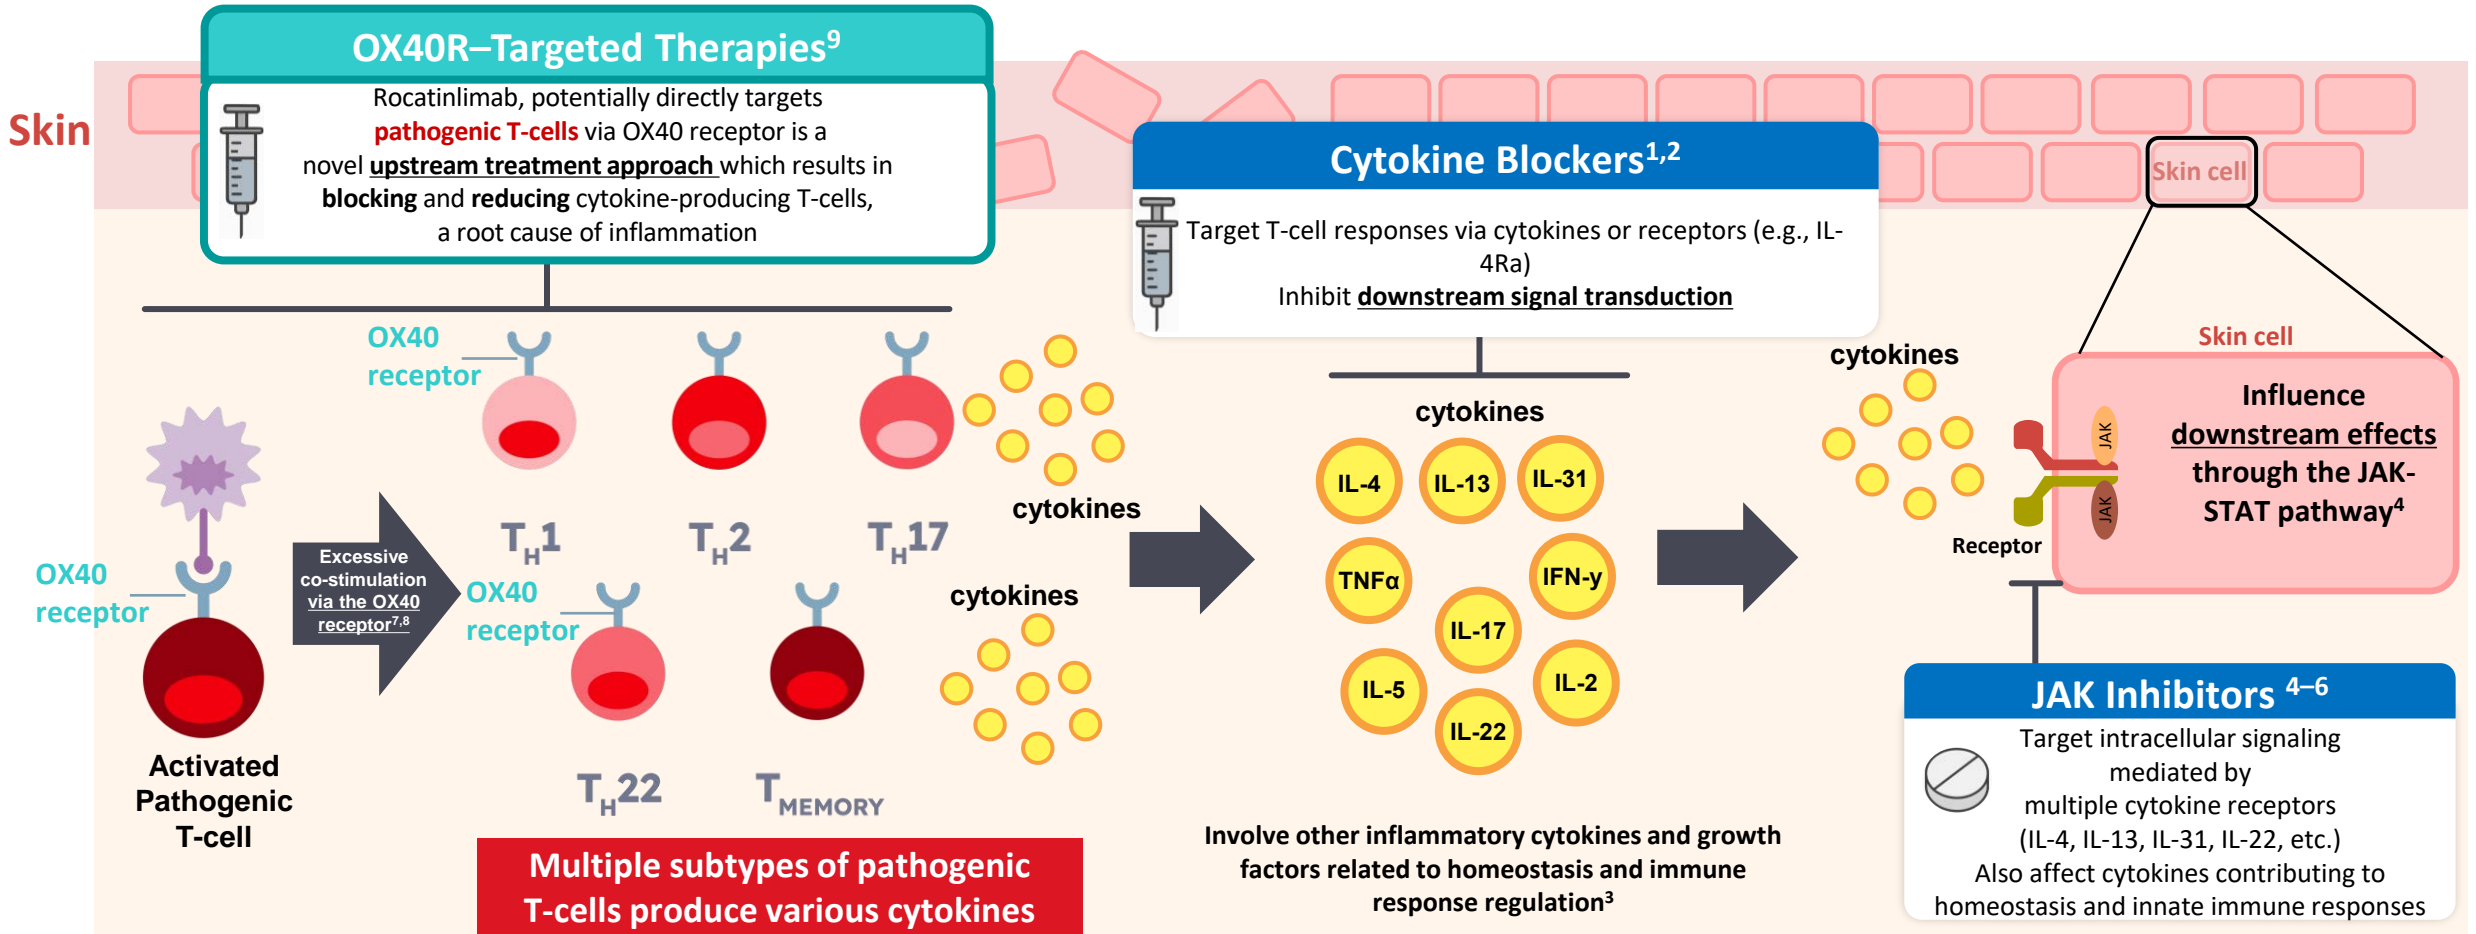 OX40R–Targeted Therapies9
Rocatinlimab, potentially directly targets
pathogenic T-cells via OX40 receptor is a
novel upstream treatment approach which results in
blocking and reducing cytokine-producing T-cells,
a root cause of inflammation
Skin
Cytokine Blockers1,2
Target T-cell responses via cytokines or receptors (e.g., IL-
4Ra)
Inhibit downstream signal transduction
Skin cell
OX40
receptor
TH1
TH2
TH17
cytokines
OX40
receptor
Excessive
co-stimulation
via the OX40
receptor7,8
OX40
receptor
TH22
TMEMORY
cytokines
Activated
Pathogenic
T-cell
Multiple subtypes of pathogenic
T-cells produce various cytokines
cytokines
IL-4
IL-13
IL-31
TNFα
IFN-y
IL-17
IL-5
IL-2
IL-22
Involve other inflammatory cytokines and growth
factors related to homeostasis and immune
response regulation3
cytokines
Receptor
Skin cell
JAK
JAK
Influence
downstream effects
through the JAK-
STAT pathway4
JAK Inhibitors 4–6
Target intracellular signaling
mediated by
multiple cytokine receptors
(IL-4, IL-13, IL-31, IL-22, etc.)
Also affect cytokines contributing to
homeostasis and innate immune responses